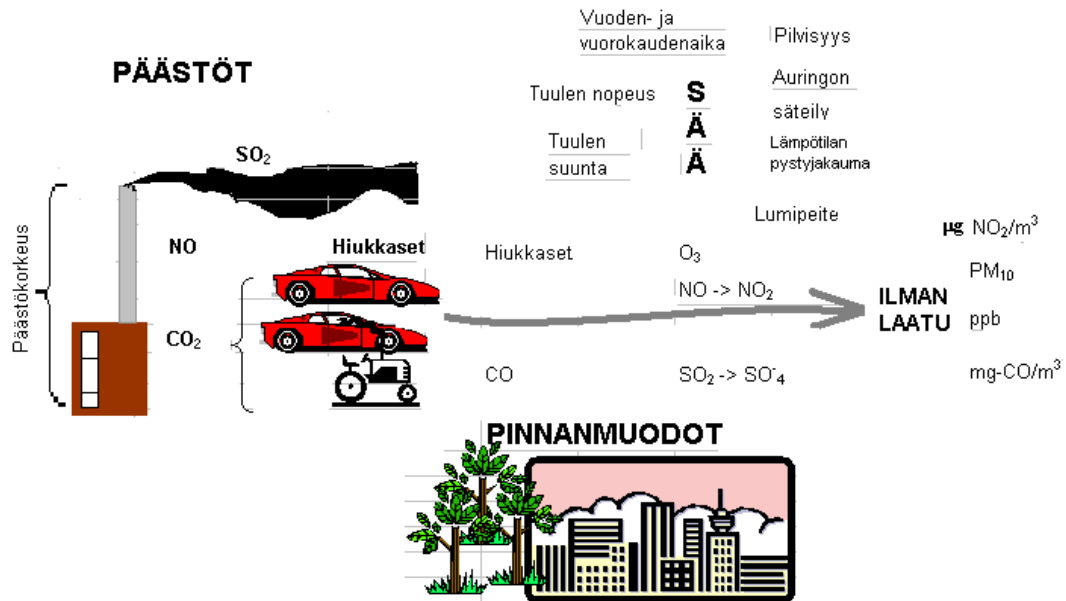 Vuoden- ja
vuorokaudenaika
Pilvisyys
PÄÄSTÖT
Auringon
säteily
Tuulen nopeus
S
Ä
Ä
Tuulen
suunta
Lämpötilan
pystyjakauma
SO₂
Lumipeite
Päästökorkeus
NO
Hiukkaset
Hiukkaset
O₃
µg NO₂/m³
NO -> NO₂
PM₁₀
ILMAN
LAATU
ppb
CO₂
CO
SO₂ -> SO⁻₄
mg-CO/m³
PINNANMUODOT